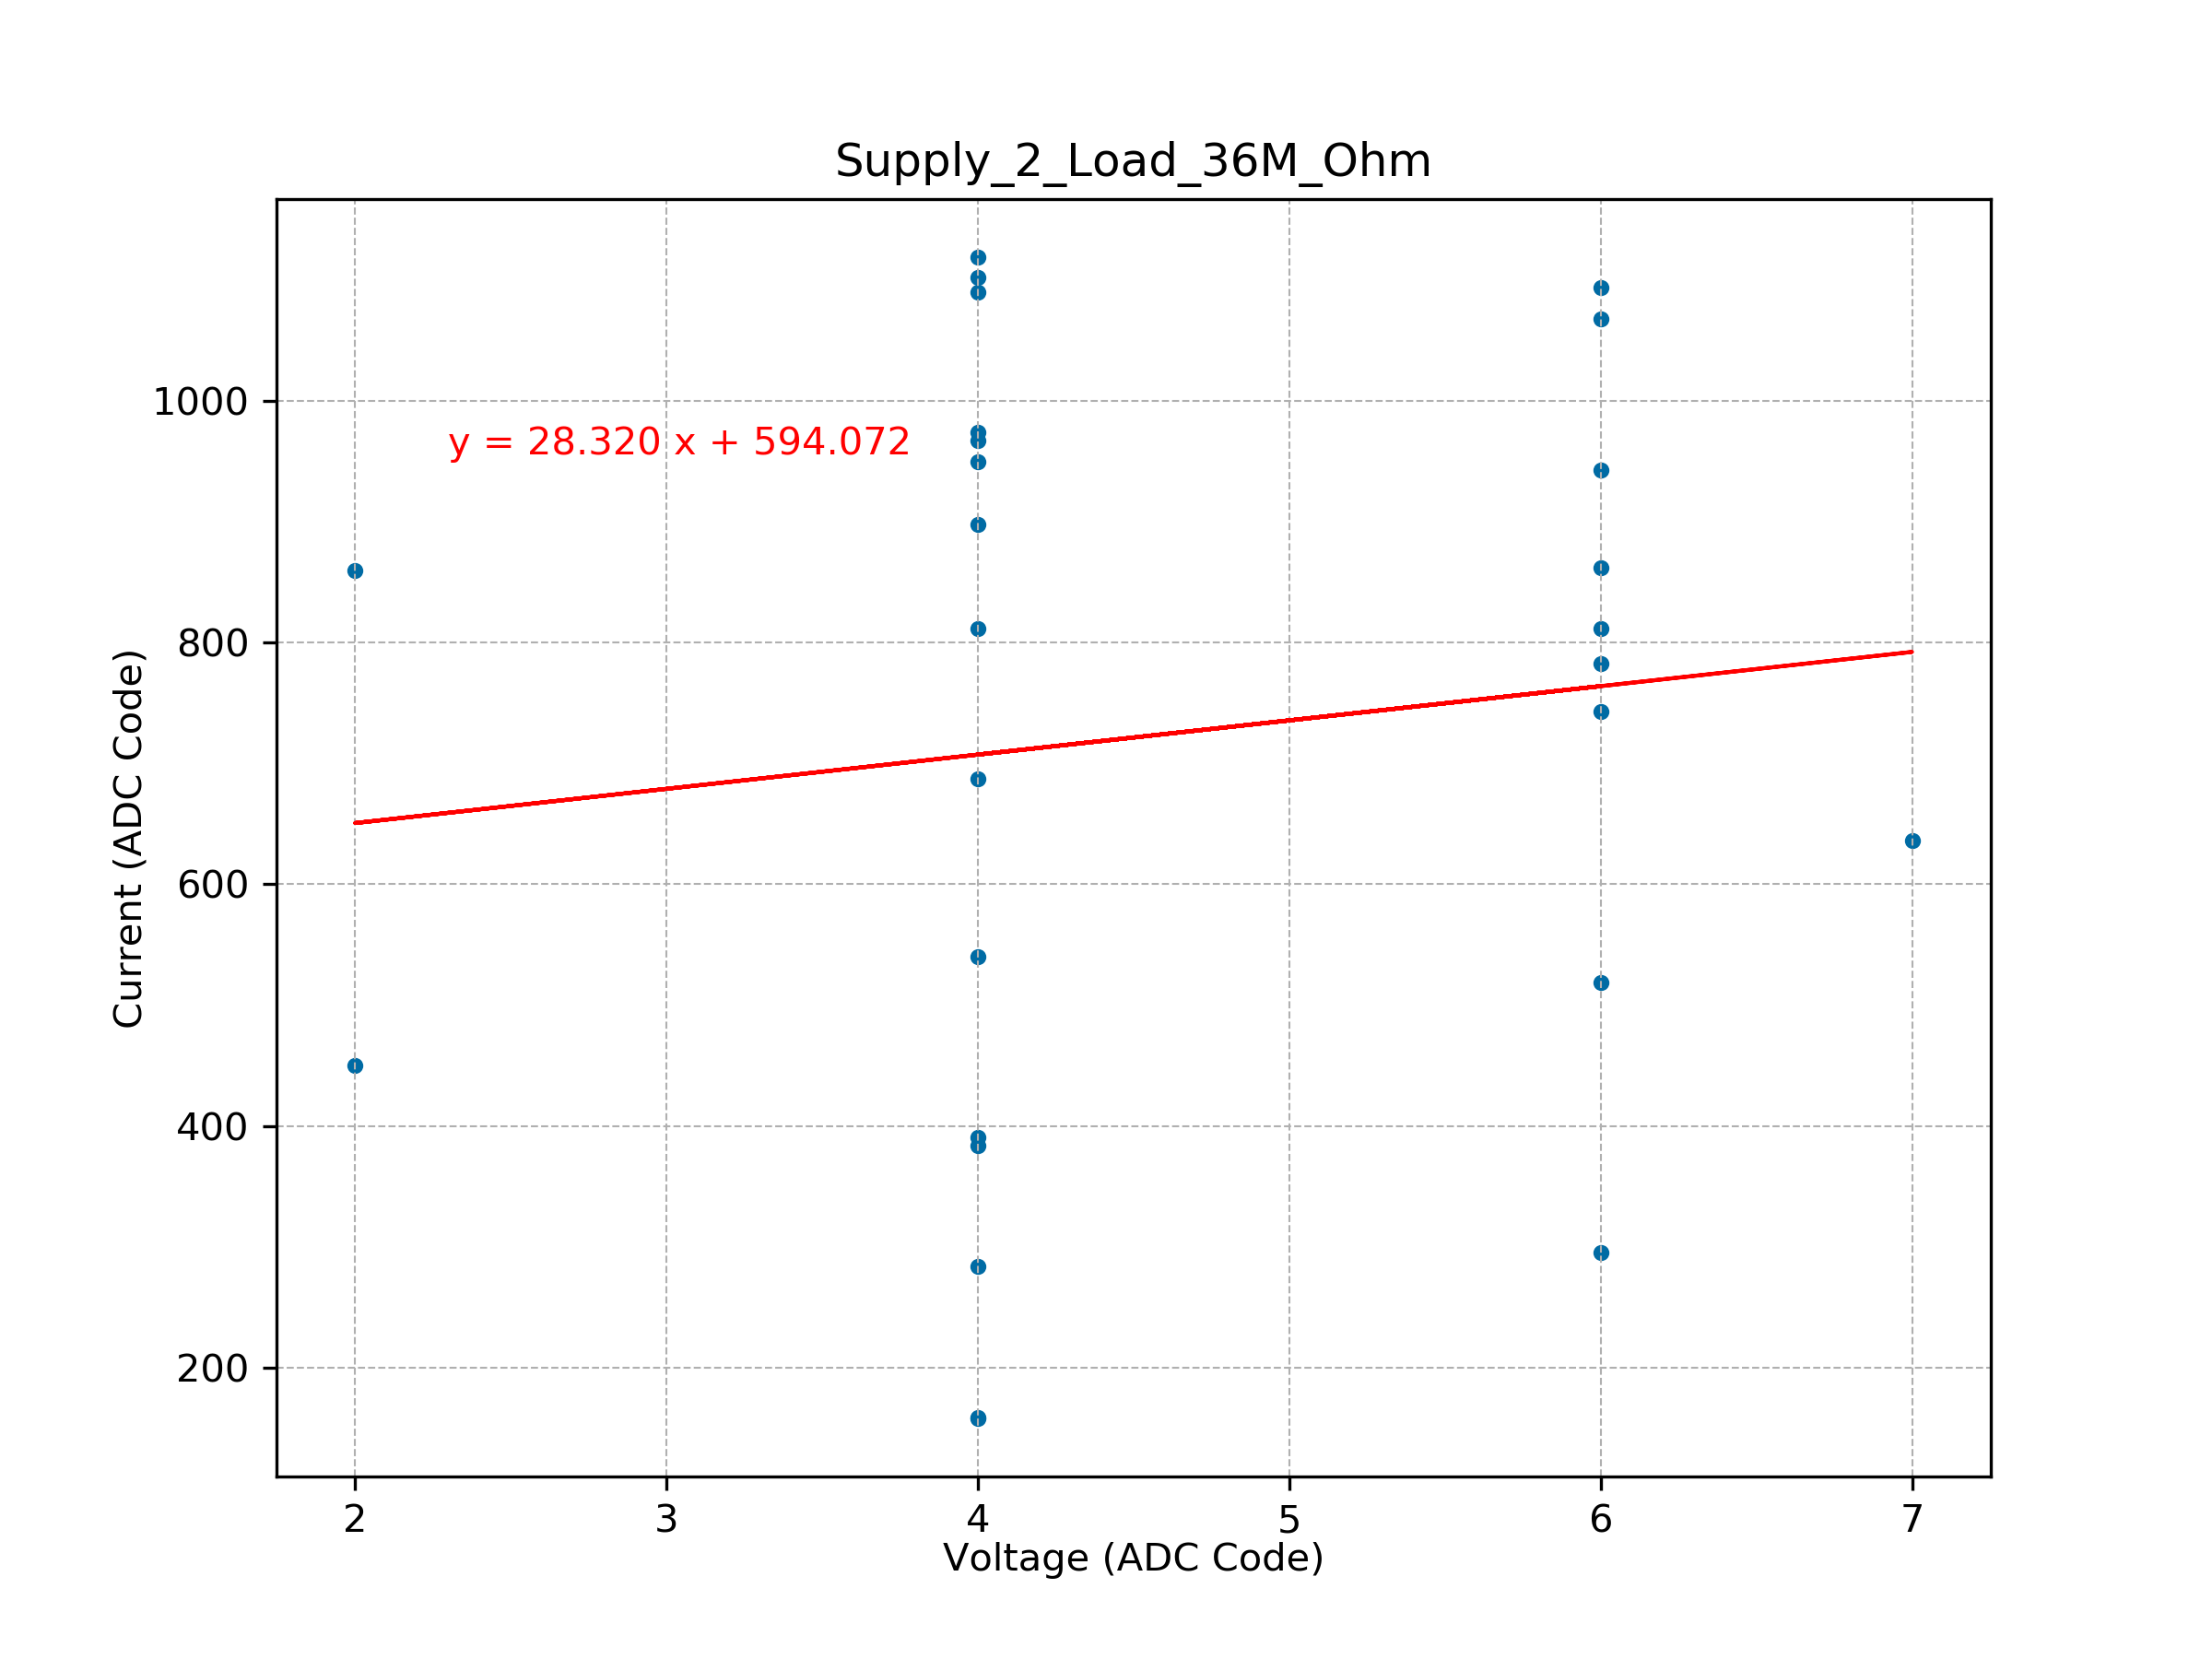 Supply_2_Load_36M_Ohm
y = 28.320 x + 594.072
Current (ADC Code)
1000
800
600
400
200
2 3 4 5 6 7
Voltage (ADC Code)